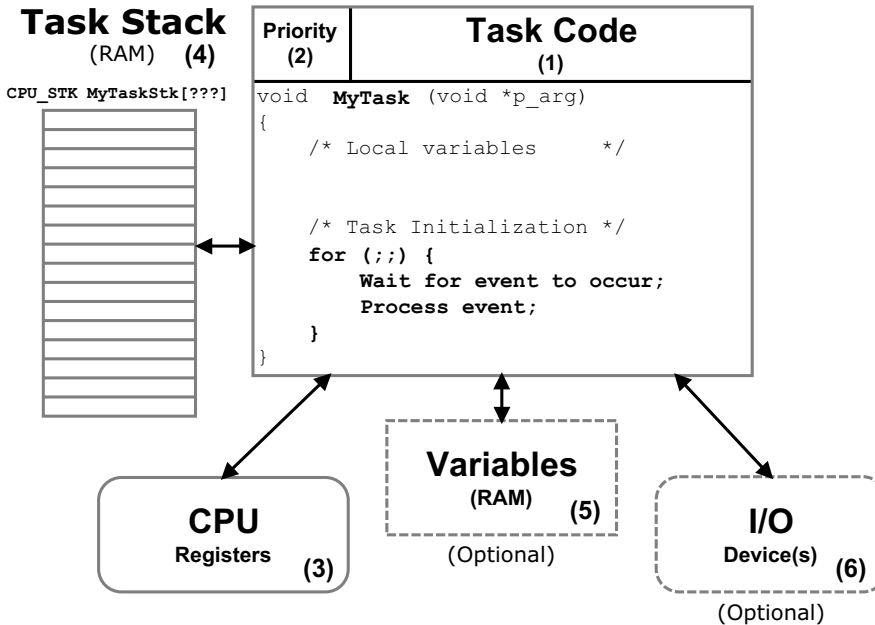 Task Stack
(RAM) (4)
CPU_STK MyTaskStk[???]
Priority
(2)
Task Code
(1)
void MyTask (void *p_arg)
{
/* Local variables */
/* Task Initialization */
for (;;) {
Wait for event to occur;
Process event;
}
}
CPU
Registers
(3)
Variables
(RAM)
(5)
(Optional)
I/O
Device(s)
(6)
(Optional)